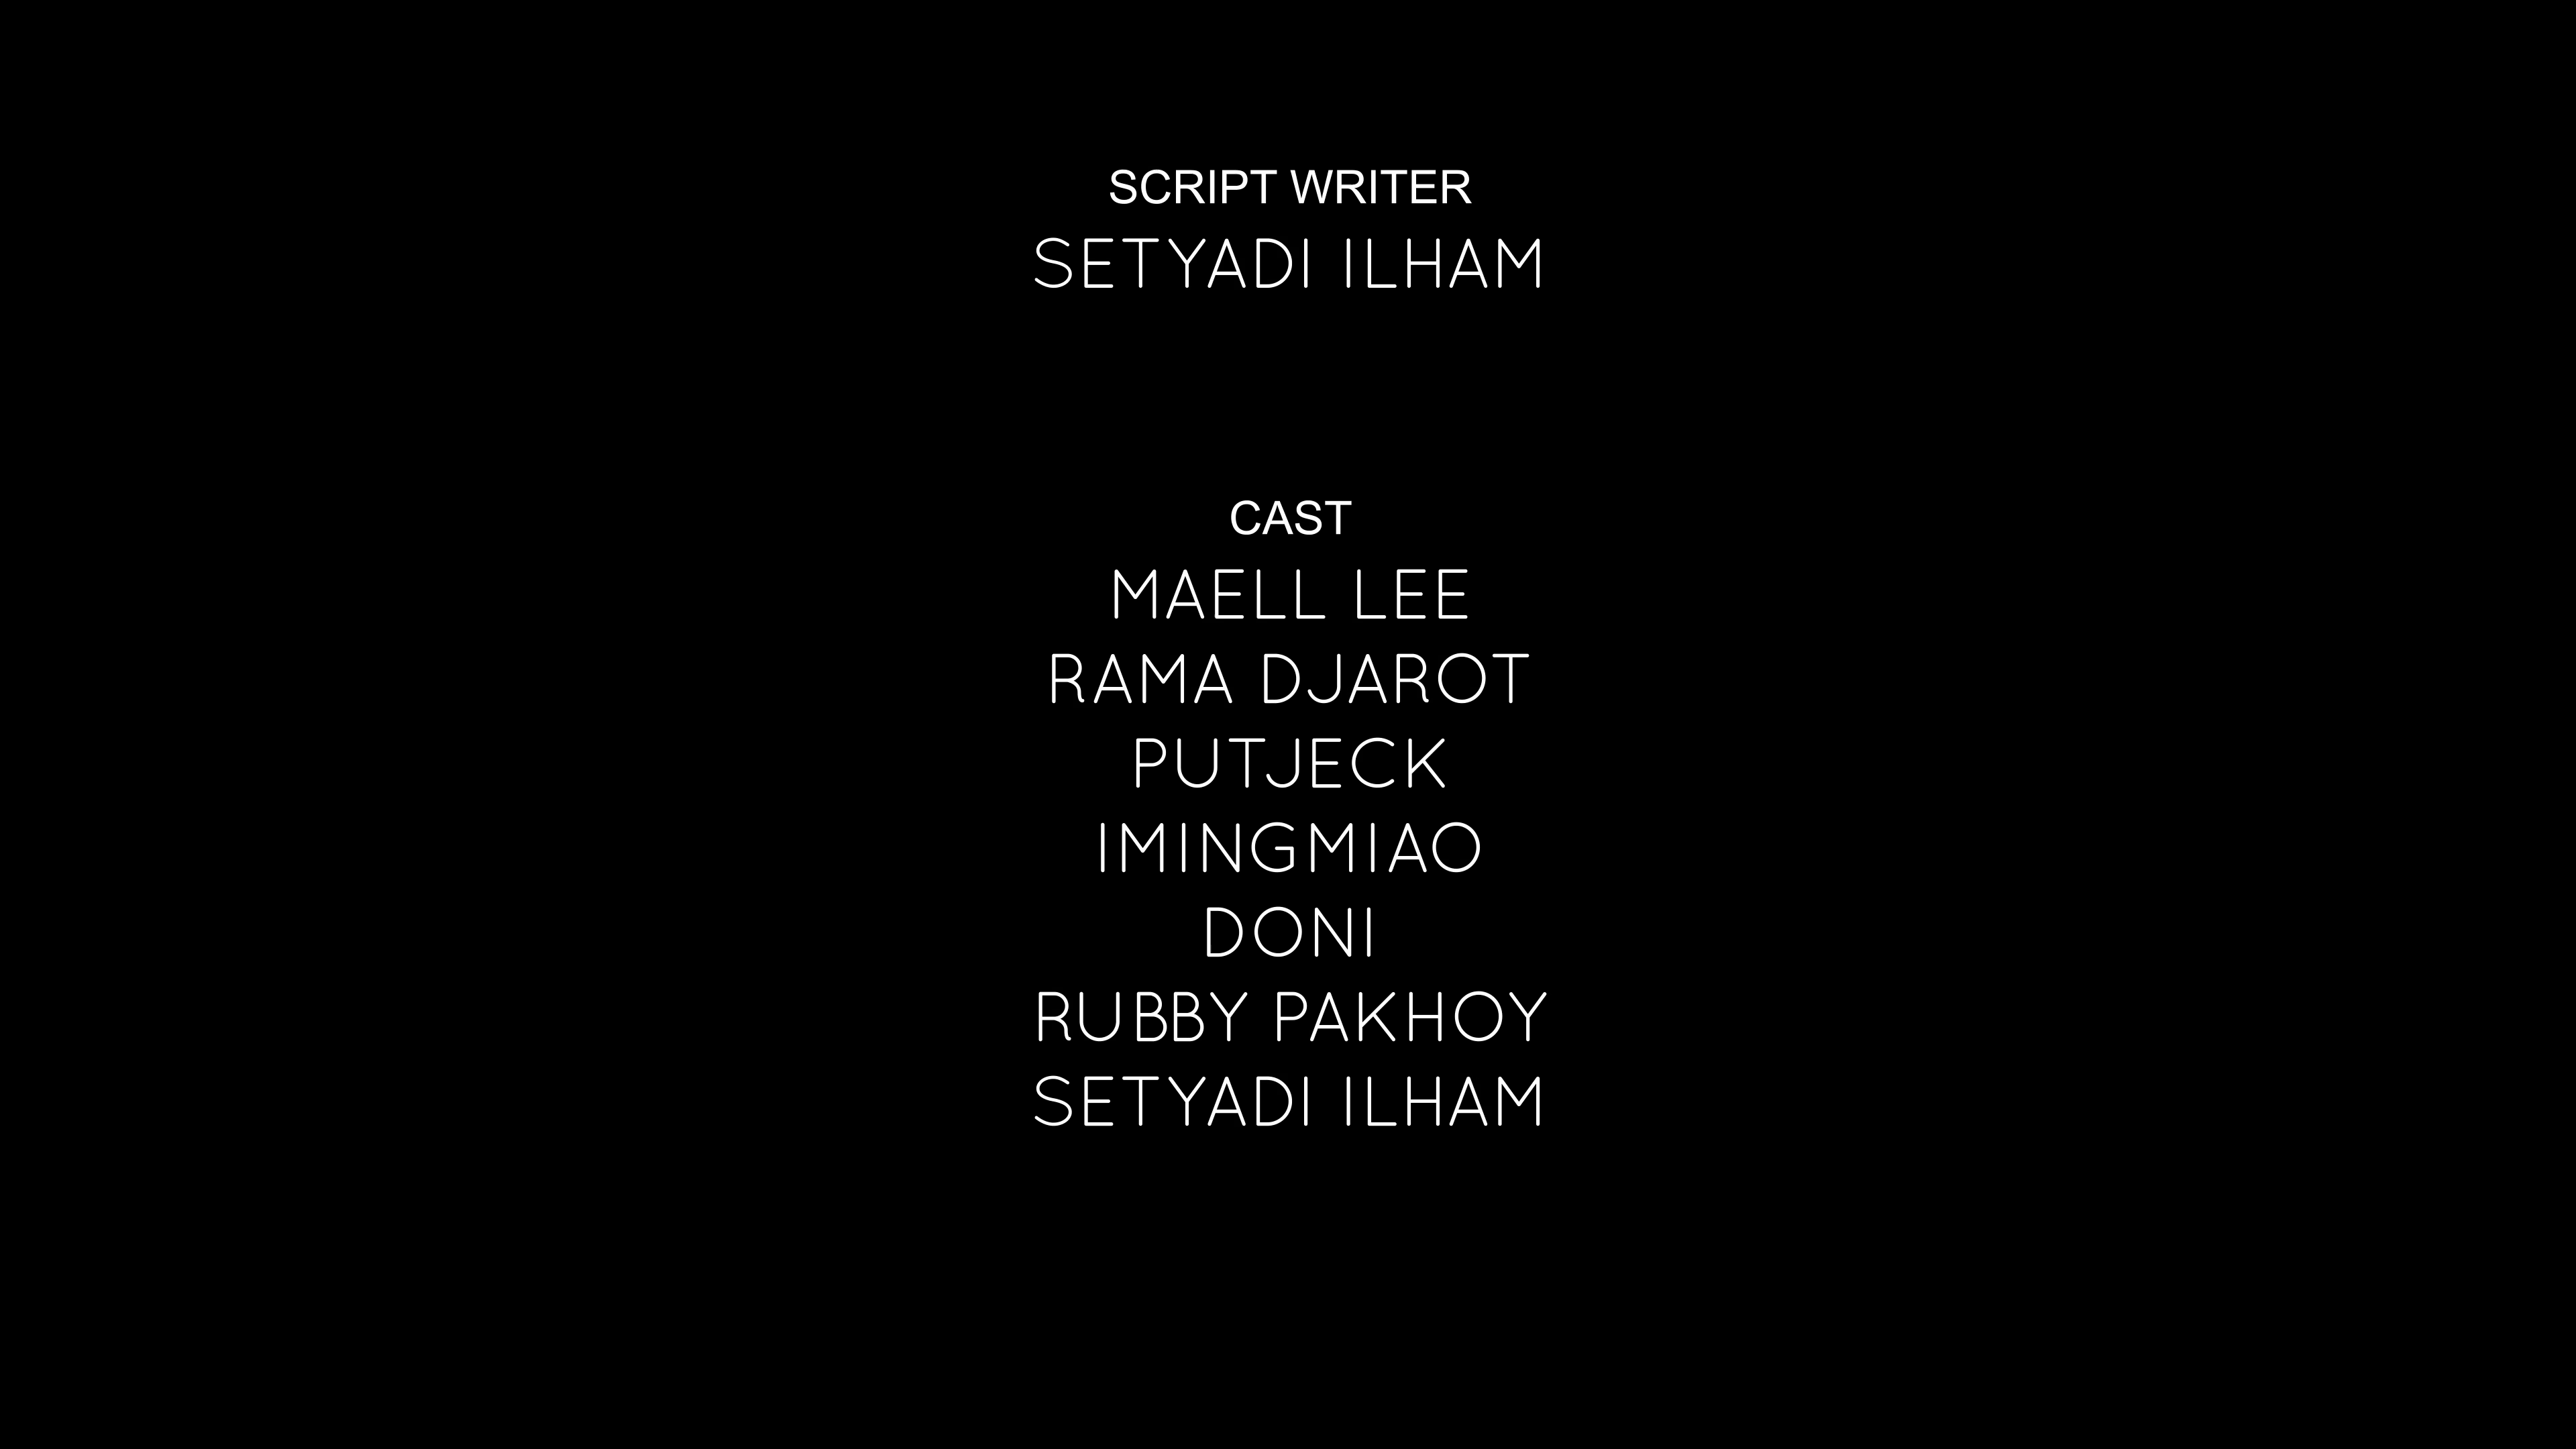 SCRIPT WRITER
SETYADI ILHAM
CAST
MAELL LEE
RAMA DJAROT
PUTJECK
IMINGMIAO
DONI
RUBBY PAKHOY
SETYADI ILHAM